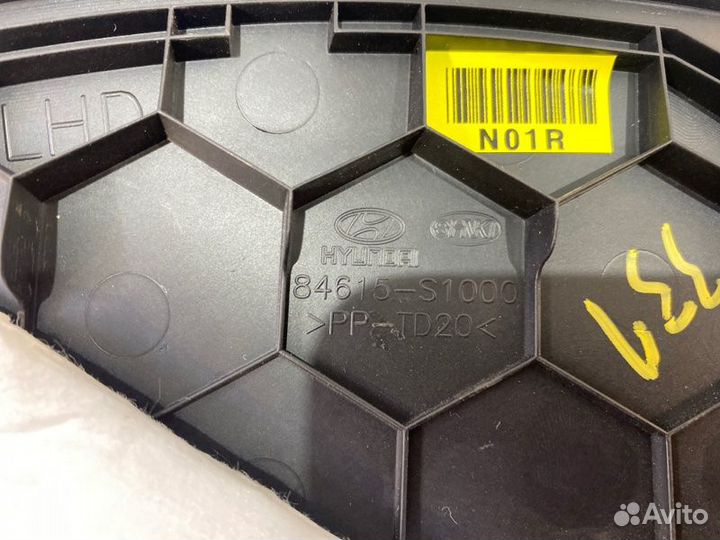 LHD
N01R
HYUNDAI
84615-S1000
>PP-TD20<
Avito